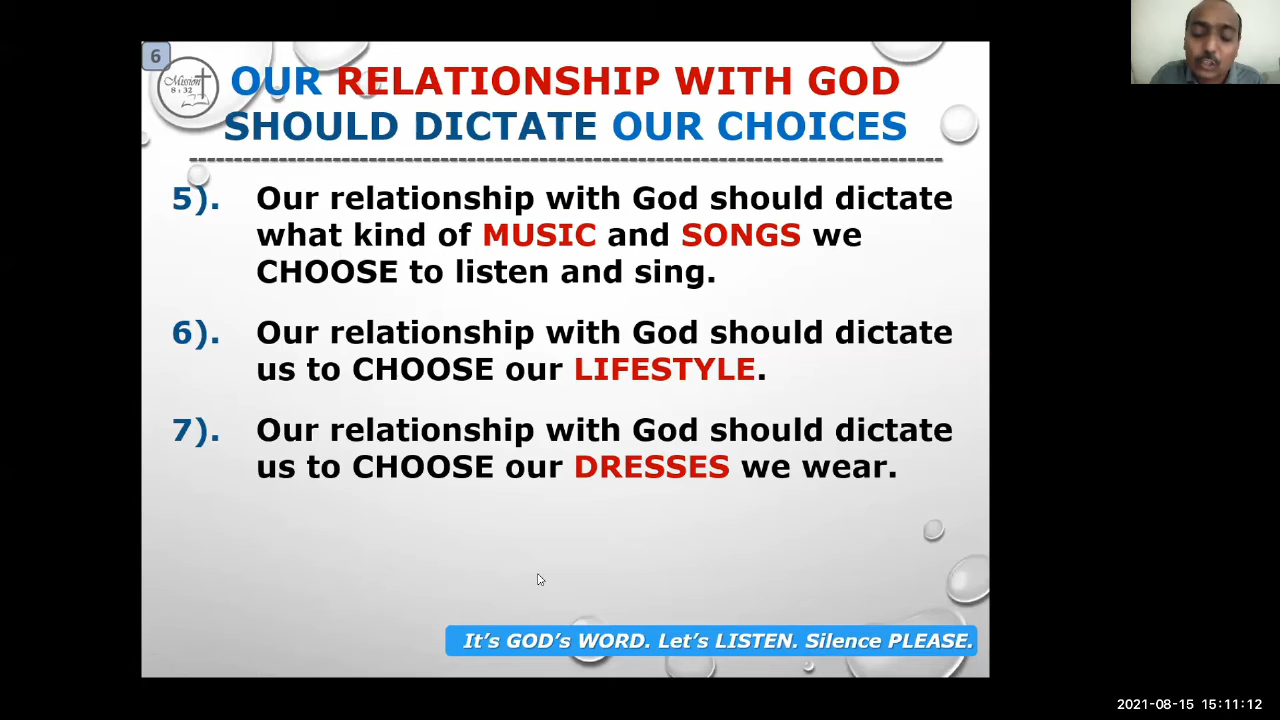 6
Mission
8 : 32
OUR RELATIONSHIP WITH GOD
SHOULD DICTATE OUR CHOICES
5). Our relationship with God should dictate
what kind of MUSIC and SONGS we
CHOOSE to listen and sing.
6). Our relationship with God should dictate
us to CHOOSE our LIFESTYLE.
7). Our relationship with God should dictate
us to CHOOSE our DRESSES we wear.
It's GOD's WORD. Let's LISTEN. Silence PLEASE.
2021-08-15 15:11:12